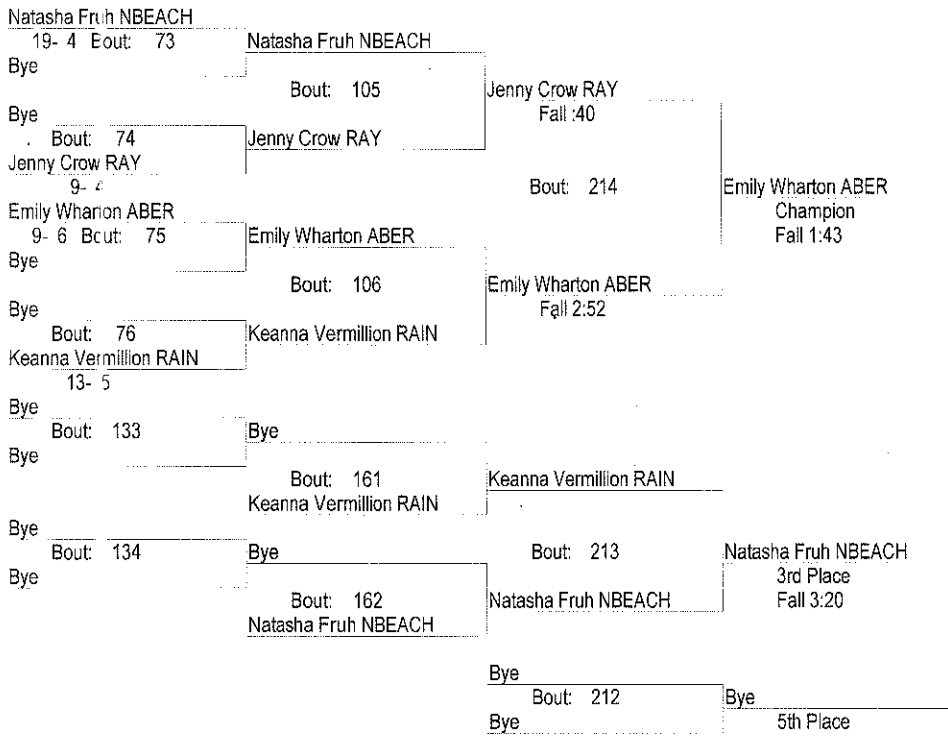 Natasha Fruh NBEACH
19- 4 Bout: 73 Natasha Fruh NBEACH
Bye
Bout: 105 Jenny Crow RAY
Bye Fall :40
Bout: 74 Jenny Crow RAY
Jenny Crow RAY
9- Bout: 214 Emily Wharton ABER
Emily Wharton ABER Champion
9- 6 Bout: 75 Emily Wharton ABER Fall 1:43
Bye
Bout: 106 Emily Wharton ABER
Bye Fall 2:52
Bout: 76 Keanna Vermillion RAIN
Keanna Vermillion RAIN
13- 5
Bye
Bout: 133 Bye
Bye
Bout: 161 Keanna Vermillion RAIN
Keanna Vermillion RAIN
Bye
Bout: 134 Bye Bout: 213 Natasha Fruh NBEACH
Bye 3rd Place
Bout: 162 Natasha Fruh NBEACH Fall 3:20
Natasha Fruh NBEACH
Bye
Bout: 212 Bye
Bye 5th Place